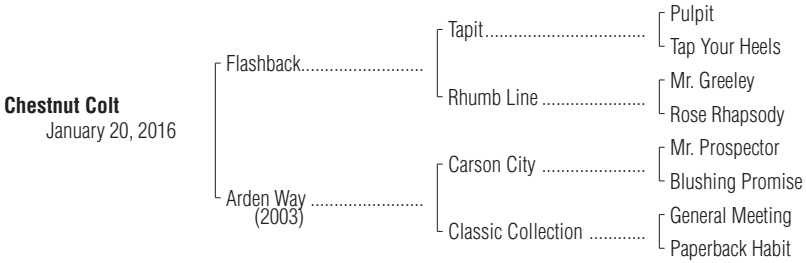 Pulpit
Tapit
Tap Your Heels
Flashback
Mr. Greeley
Rhumb Line
Rose Rhapsody
Chestnut Colt
January 20, 2016
Mr. Prospector
Carson City
Blushing Promise
Arden Way
(2003)
General Meeting
Classic Collection
Paperback Habit